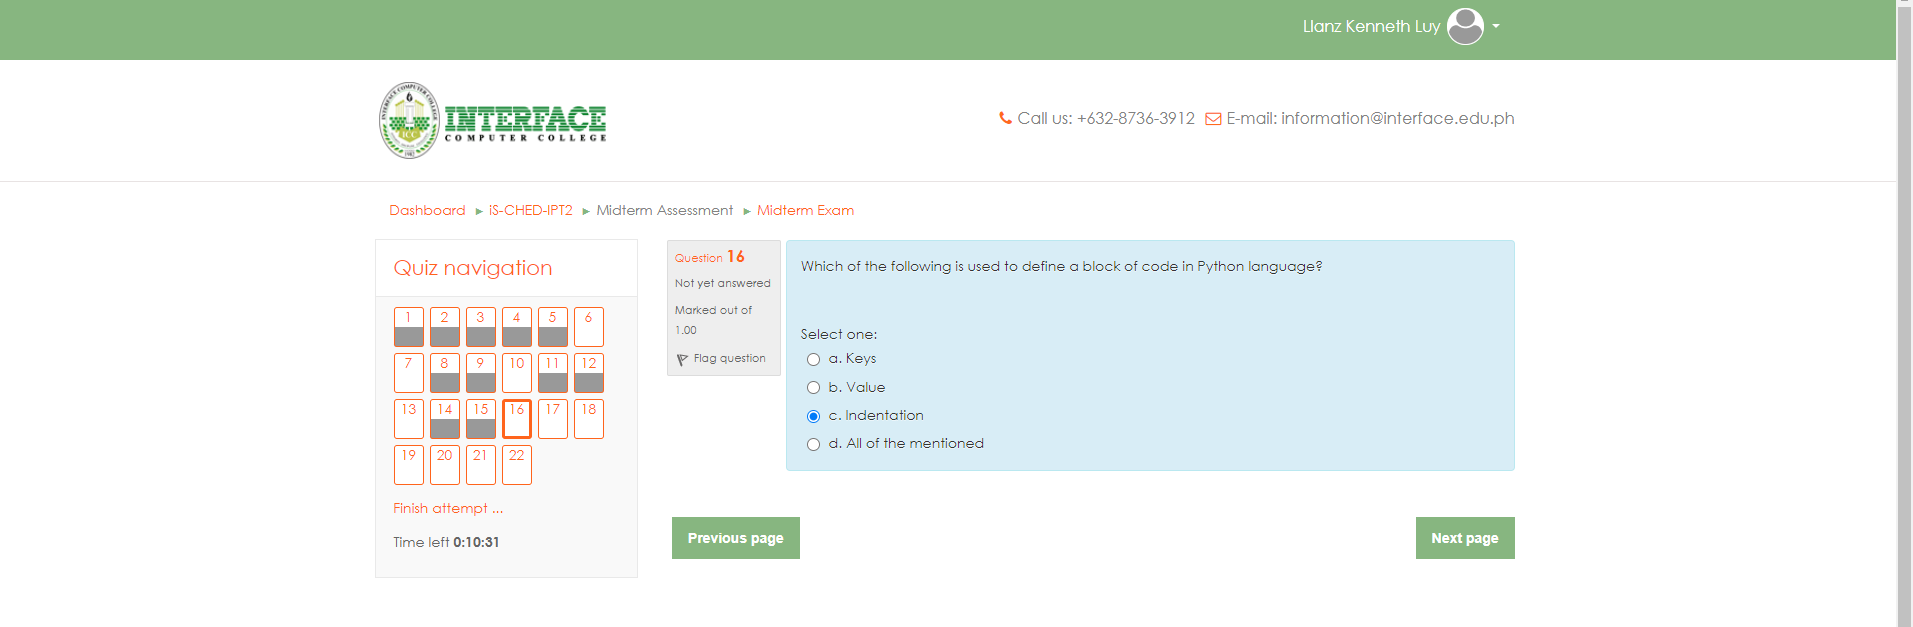 Llanz Kenneth Luy
INTERFACE
COMPUTER COLLEGE
Call us: +632-8736-3912 E-mail: information@interface.edu.ph
Dashboard ► iS-CHED-IPT2 ► Midterm Assessment ► Midterm Exam
Quiz navigation
1 2 3 4 5 6
7 8 9 10 11 12
13 14 15 16 17 18
19 20 21 22
Finish attempt ...
Time left 0:10:31
Question 16
Not yet answered
Marked out of
1.00
Flag question
Which of the following is used to define a block of code in Python language?
Select one:
a. Keys
b. Value
c. Indentation
d. All of the mentioned
Previous page
Next page